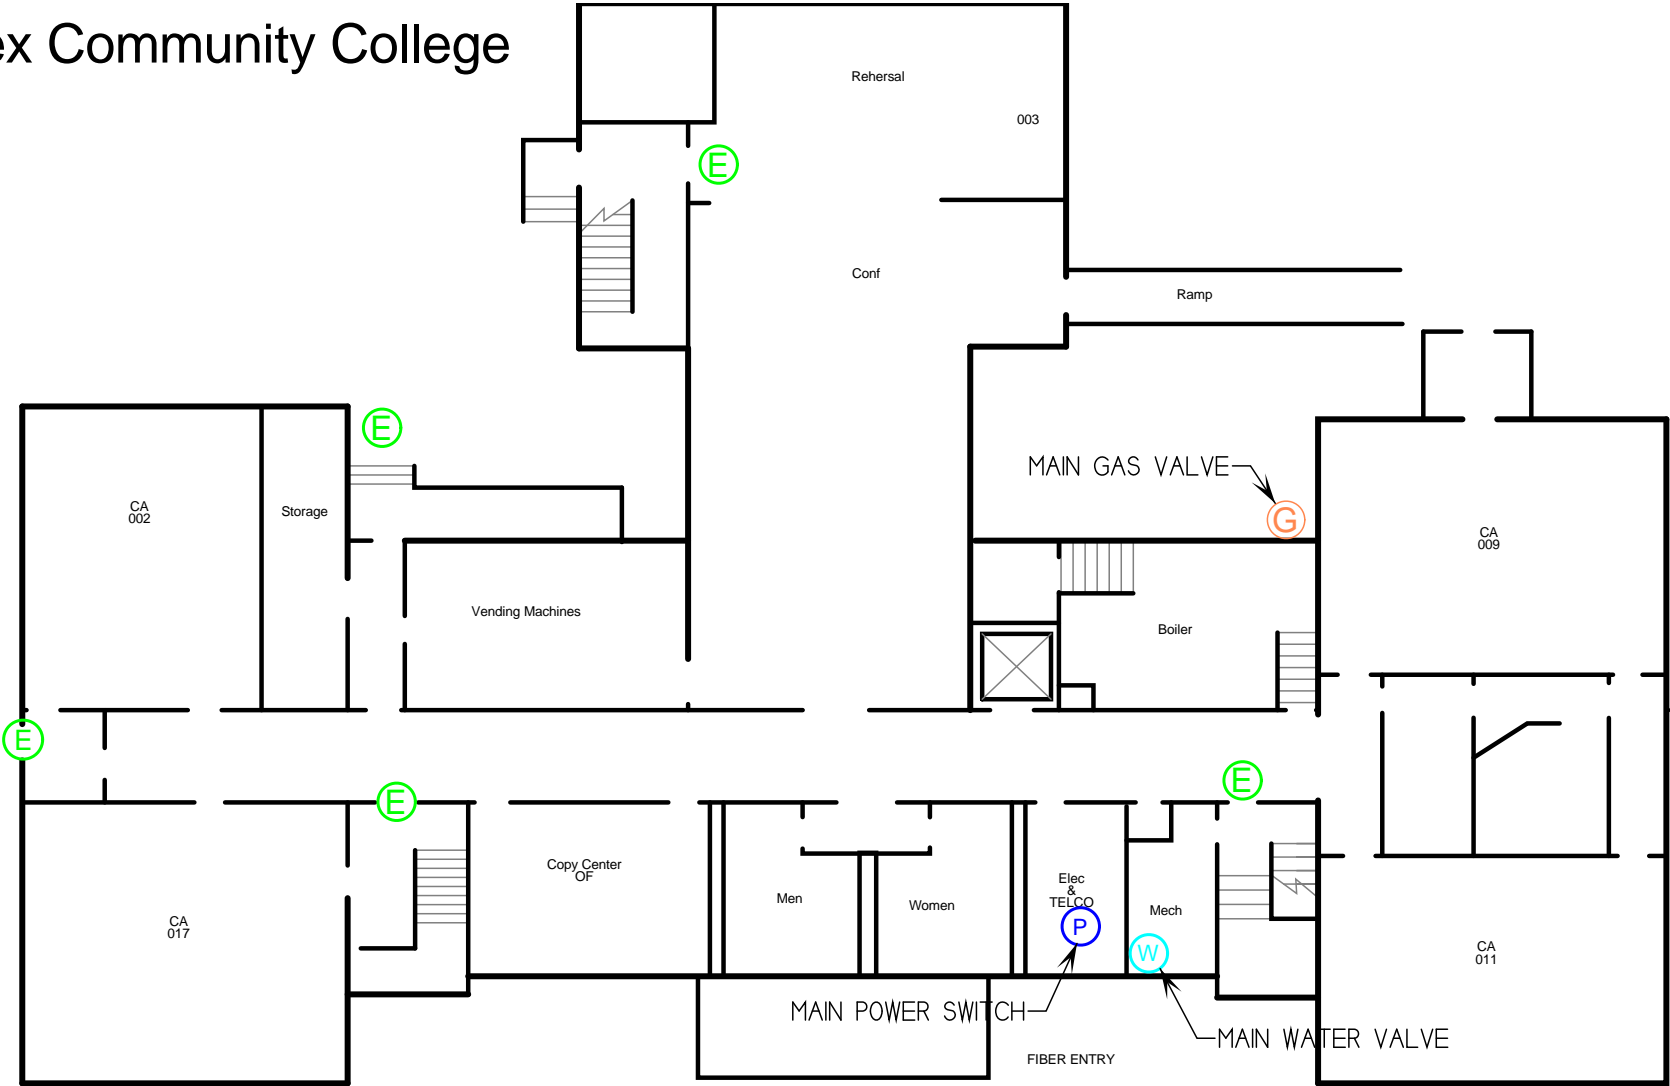 ex Community College
Rehersal
003
E
Conf
Ramp
E
MAIN GAS VALVE
G
CA
002
Storage
CA
009
Vending Machines
Boiler
E
E
E
Copy Center
OF
Men
Women
Elec
&
TELCO
P
Mech
W
CA
017
CA
011
MAIN POWER SWITCH
MAIN WATER VALVE
FIBER ENTRY